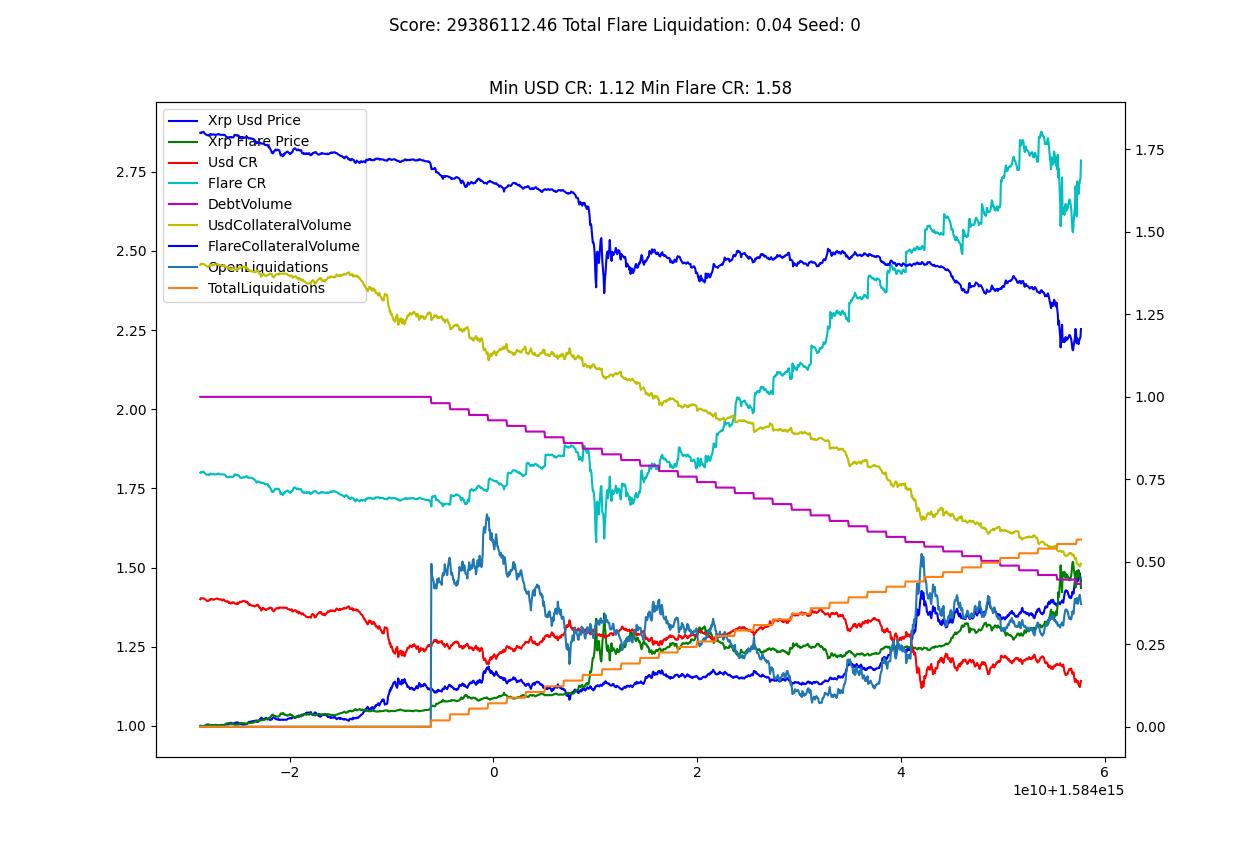 Score: 29386112.46 Total Flare Liquidation: 0.04 Seed: 0
Min USD CR: 1.12 Min Flare CR: 1.58
Xrp Usd Price
Xrp Flare Price
Usd CR
Flare CR
DebtVolume
UsdCollateralVolume
FlareCollateralVolume
OpenLiquidations
TotalLiquidations
2.75
2.50
2.25
2.00
1.75
1.50
1.25
1.00
1.75
1.50
1.25
1.00
0.75
0.50
0.25
0.00
−2 0 2 4 6
1e10+1.584e15